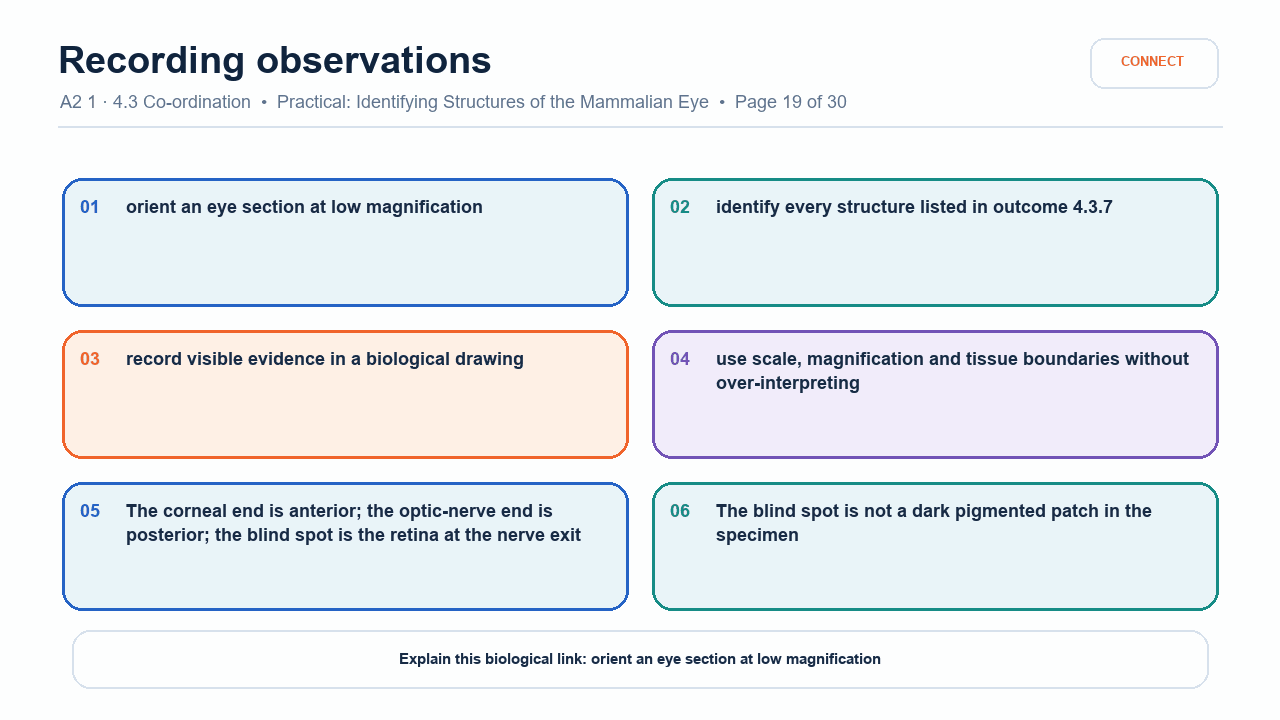 Recording observations
CONNECT
A2 1 · 4.3 Co-ordination • Practical: Identifying Structures of the Mammalian Eye • Page 19 of 30
01 orient an eye section at low magnification
02 identify every structure listed in outcome 4.3.7
03 record visible evidence in a biological drawing
04 use scale, magnification and tissue boundaries without
over-interpreting
05 The corneal end is anterior; the optic-nerve end is
posterior; the blind spot is the retina at the nerve exit
06 The blind spot is not a dark pigmented patch in the
specimen
Explain this biological link: orient an eye section at low magnification